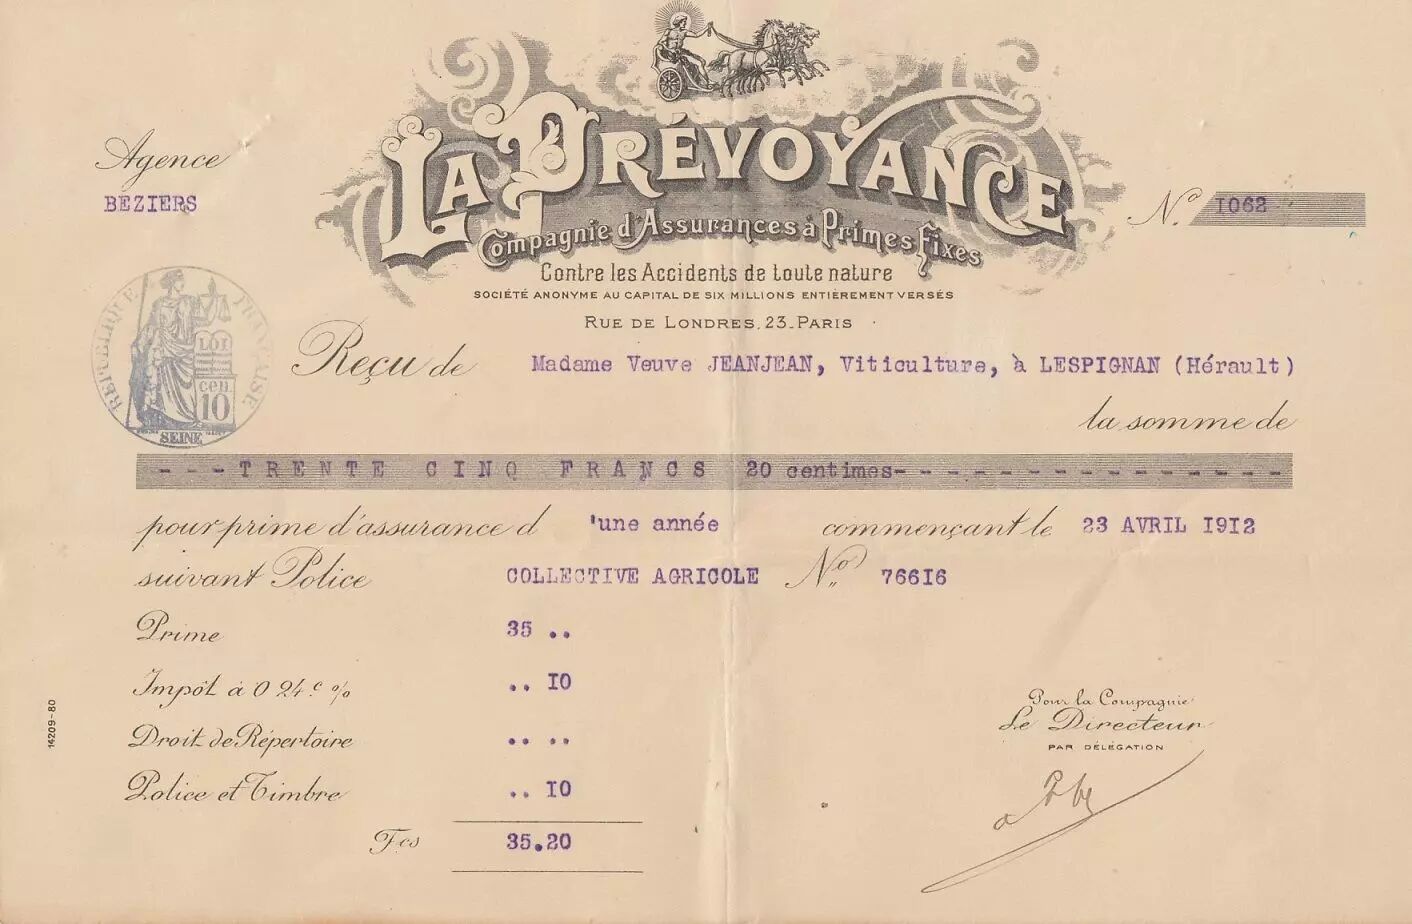 LA PRÉVOYANCE
Compagnie d'Assurances à Primes Fixes
Contre les Accidents de toute nature
SOCIÉTÉ ANONYME AU CAPITAL DE SIX MILLIONS ENTIÈREMENT VERSÉS
RUE DE LONDRES, 23_PARIS
Agence
BEZIERS
N.º 1062
RÉPUBLIQUE FRANÇAISE
LOI
cen
10
SEINE
Reçu de Madame Veuve JEANJEAN, Viticulture, à LESPIGNAN (Hérault)
la somme de
---TRENTE CINQ FRANCS 20 centimes----------------
pour prime d'assurance d 'une année commençant le 23 AVRIL 1912
suivant Police COLLECTIVE AGRICOLE Nº 76616
Prime 35 ..
Impôt à 0 24 c % .. 10
Droit de Répertoire .. ..
Police et Timbre .. 10
Fcs 35.20
Pour la Compagnie
Le Directeur
PAR DÉLÉGATION
14209-80